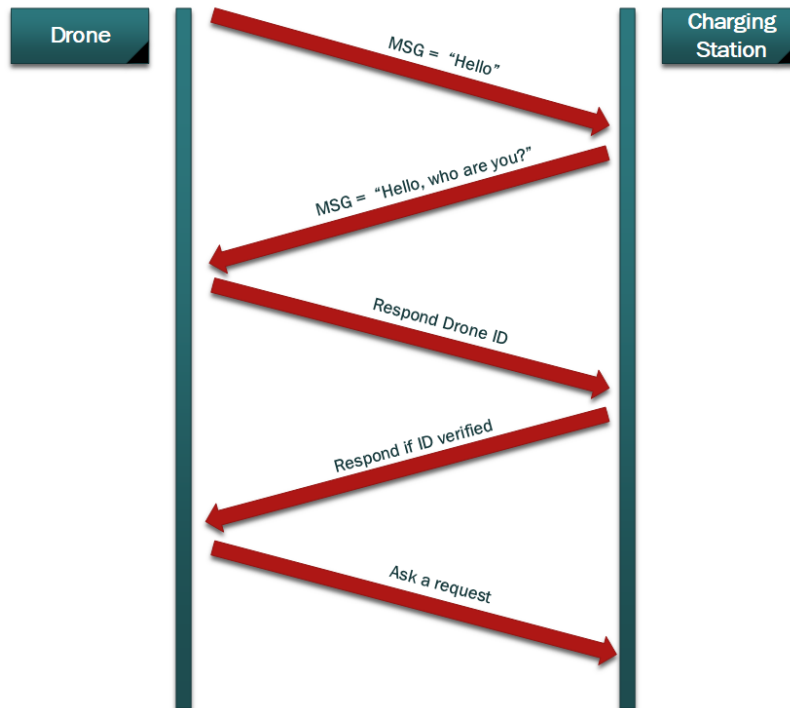 Drone
Charging
Station
MSG = “Hello”
MSG = “Hello, who are you?”
Respond Drone ID
Respond if ID verified
Ask a request